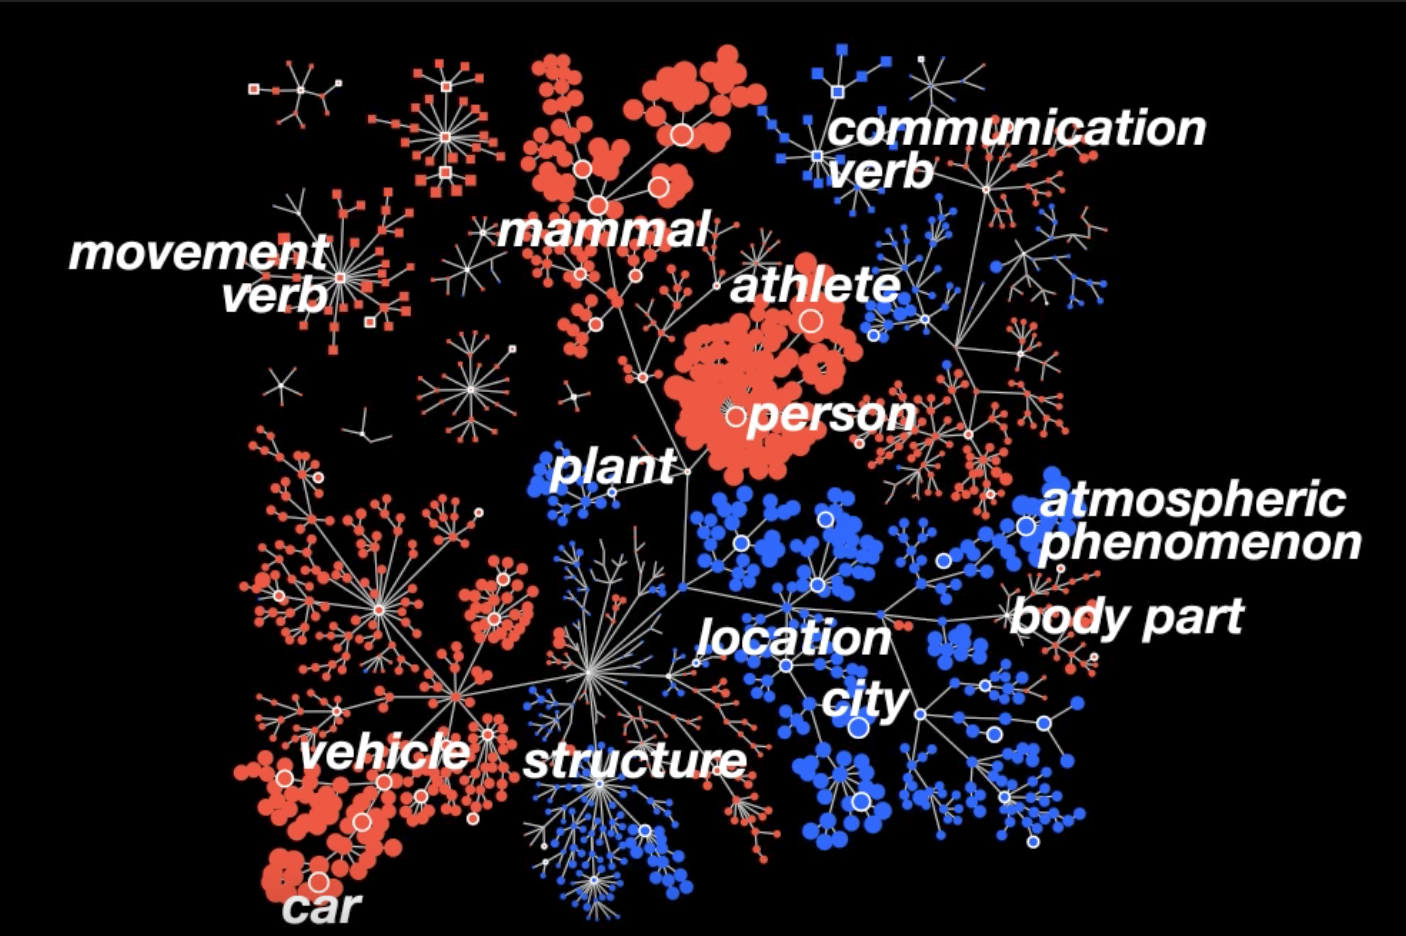 communication
verb
mammal
movement
verb
athlete
person
plant
atmospheric
phenomenon
body part
location
city
vehicle
structure
car